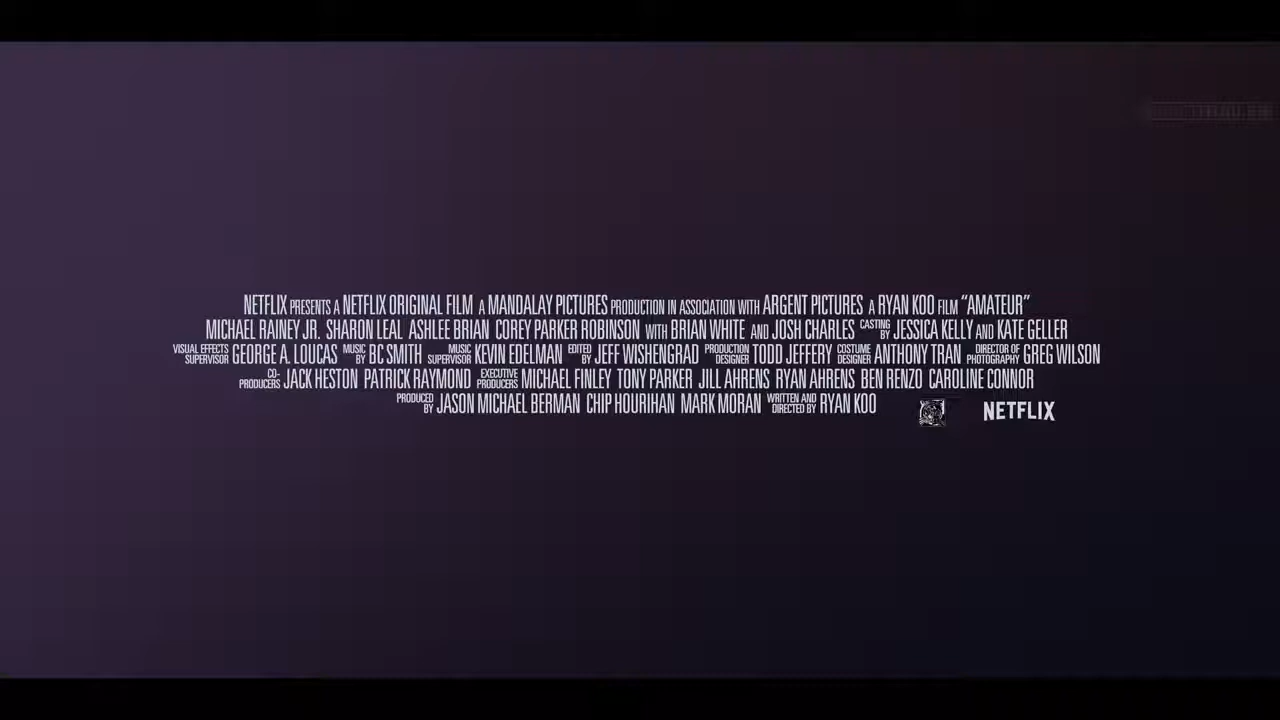 NETFLIX PRESENTS A NETFLIX ORIGINAL FILM A MANDALAY PICTURES PRODUCTION IN ASSOCIATION WITH ARGENT PICTURES A RYAN KOO FILM “AMATEUR”
MICHAEL RAINEY JR. SHARON LEAL ASHLEE BRIAN COREY PARKER ROBINSON WITH BRIAN WHITE AND JOSH CHARLES CASTING BY JESSICA KELLY AND KATE GELLER
VISUAL EFFECTS SUPERVISOR GEORGE A. LOUCAS MUSIC BY BC SMITH MUSIC SUPERVISOR KEVIN EDELMAN EDITED BY JEFF WISHENGRAD PRODUCTION DESIGNER TODD JEFFERY COSTUME DESIGNER ANTHONY TRAN DIRECTOR OF PHOTOGRAPHY GREG WILSON
CO-PRODUCERS JACK HESTON PATRICK RAYMOND EXECUTIVE PRODUCERS MICHAEL FINLEY TONY PARKER JILL AHRENS RYAN AHRENS BEN RENZO CAROLINE CONNOR
PRODUCED BY JASON MICHAEL BERMAN CHIP HOURIHAN MARK MORAN WRITTEN AND DIRECTED BY RYAN KOO
NETFLIX